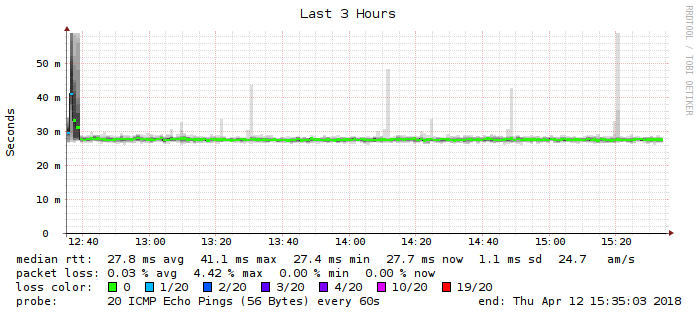 Last 3 Hours
RRDTOOL / TOBI OETIKER
Seconds
50 m
40 m
30 m
20 m
10 m
0
12:40 13:00 13:20 13:40 14:00 14:20 14:40 15:00 15:20
median rtt: 27.8 ms avg 41.1 ms max 27.4 ms min 27.7 ms now 1.1 ms sd 24.7 am/s
packet loss: 0.03 % avg 4.42 % max 0.00 % min 0.00 % now
loss color: 0 1/20 2/20 3/20 4/20 10/20 19/20
probe: 20 ICMP Echo Pings (56 Bytes) every 60s end: Thu Apr 12 15:35:03 2018